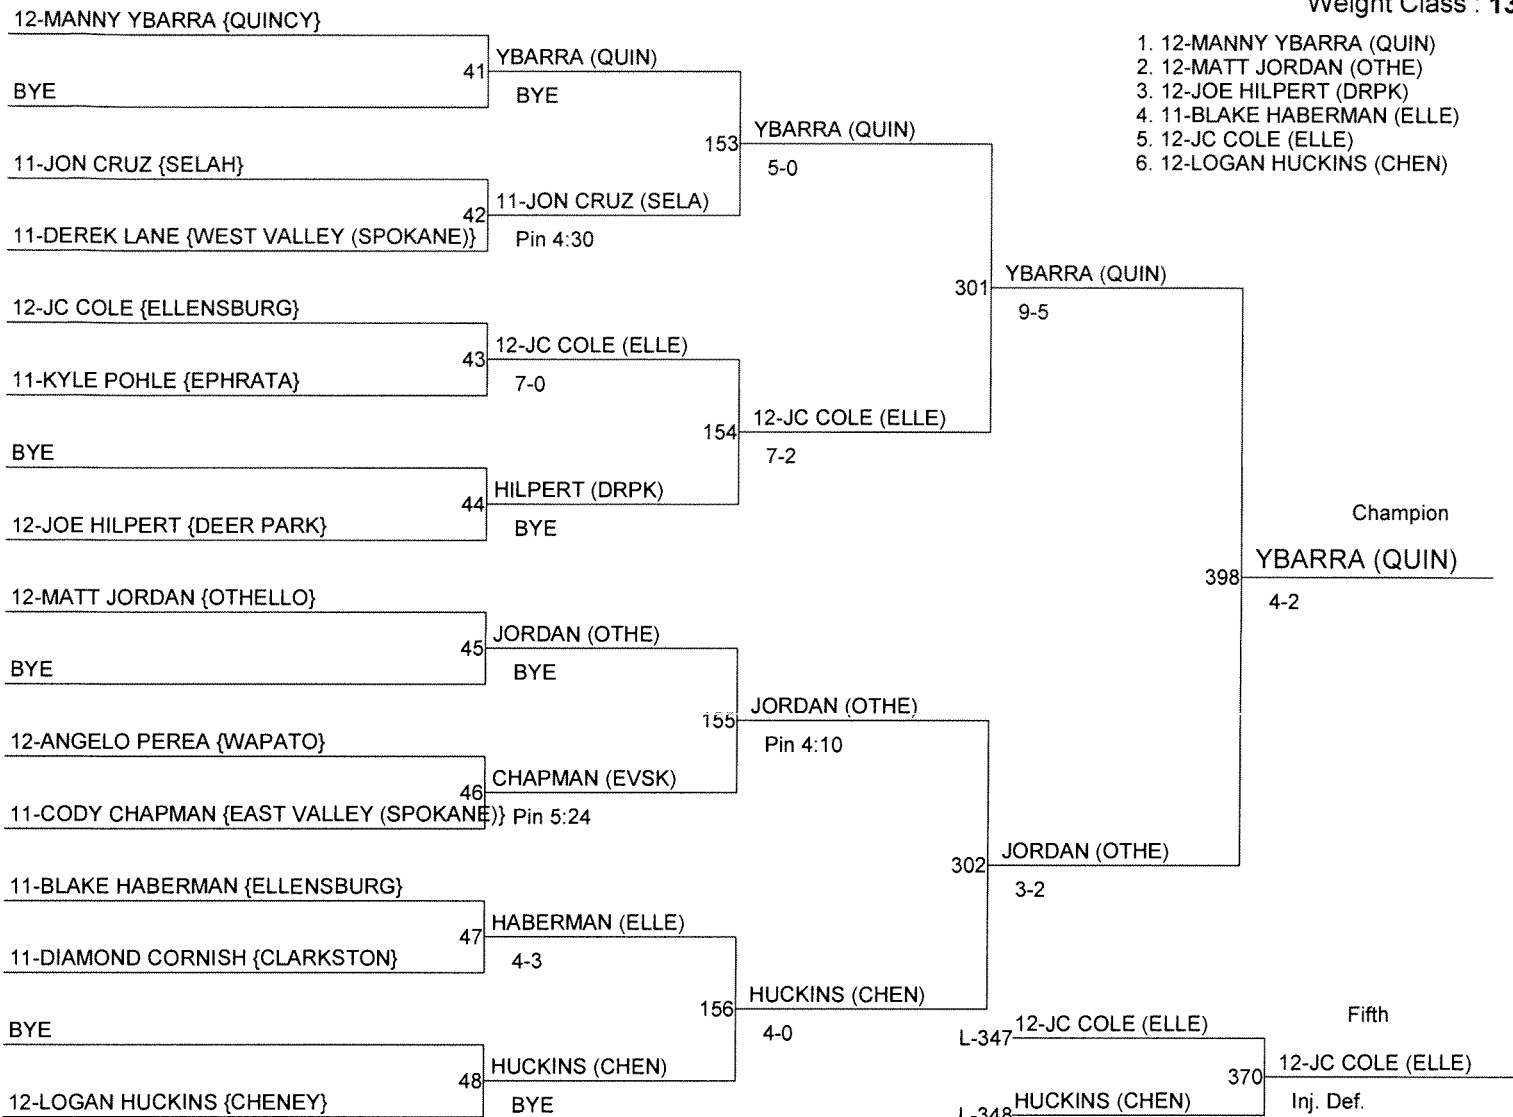 Weight Class : 13
1. 12-MANNY YBARRA (QUIN)
2. 12-MATT JORDAN (OTHE)
3. 12-JOE HILPERT (DRPK)
4. 11-BLAKE HABERMAN (ELLE)
5. 12-JC COLE (ELLE)
6. 12-LOGAN HUCKINS (CHEN)
12-MANNY YBARRA {QUINCY}
BYE
11-JON CRUZ {SELAH}
11-DEREK LANE {WEST VALLEY (SPOKANE)}
12-JC COLE {ELLENSBURG}
11-KYLE POHLE {EPHRATA}
BYE
12-JOE HILPERT {DEER PARK}
12-MATT JORDAN {OTHELLO}
BYE
12-ANGELO PEREA {WAPATO}
11-CODY CHAPMAN {EAST VALLEY (SPOKANE)}
11-BLAKE HABERMAN {ELLENSBURG}
11-DIAMOND CORNISH {CLARKSTON}
BYE
12-LOGAN HUCKINS {CHENEY}
41 YBARRA (QUIN)
BYE
42 11-JON CRUZ (SELA)
Pin 4:30
43 12-JC COLE (ELLE)
7-0
44 HILPERT (DRPK)
BYE
45 JORDAN (OTHE)
BYE
46 CHAPMAN (EVSK)
Pin 5:24
47 HABERMAN (ELLE)
4-3
48 HUCKINS (CHEN)
BYE
153 YBARRA (QUIN)
5-0
154 12-JC COLE (ELLE)
7-2
155 JORDAN (OTHE)
Pin 4:10
156 HUCKINS (CHEN)
4-0
301 YBARRA (QUIN)
9-5
302 JORDAN (OTHE)
3-2
Champion
398 YBARRA (QUIN)
4-2
Fifth
L-347 12-JC COLE (ELLE)
L-348 HUCKINS (CHEN)
370 12-JC COLE (ELLE)
Inj. Def.